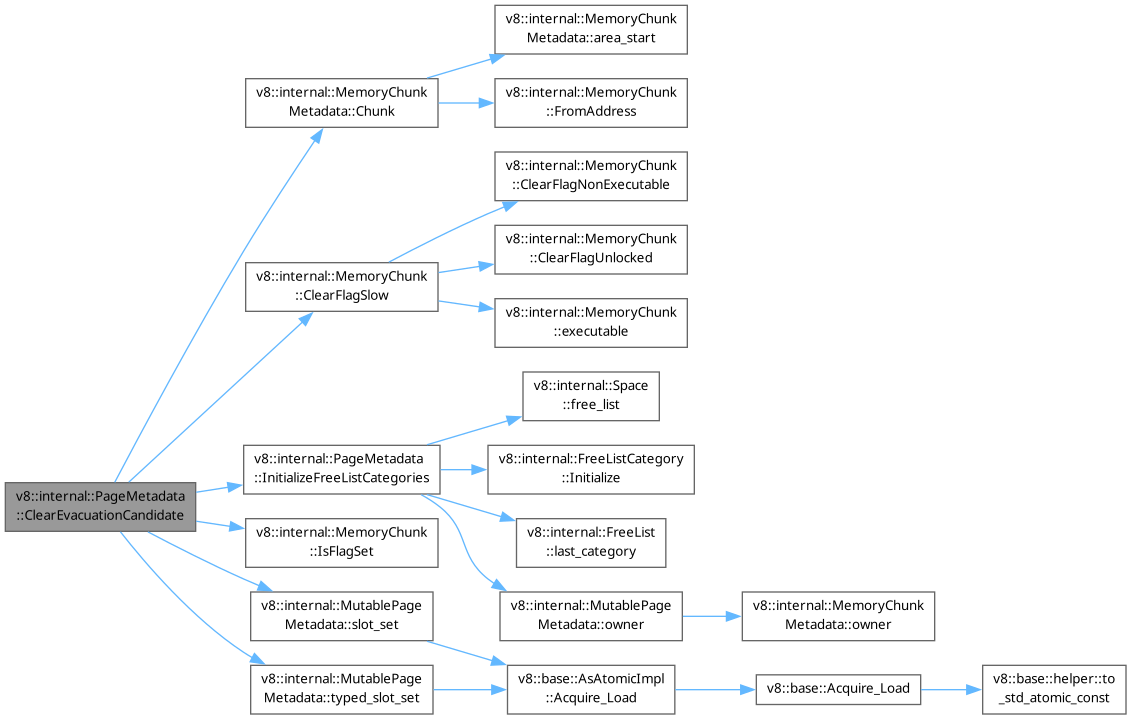 v8::internal::MemoryChunk
Metadata::area_start
v8::internal::MemoryChunk
Metadata::Chunk
v8::internal::MemoryChunk
::FromAddress
v8::internal::MemoryChunk
::ClearFlagNonExecutable
v8::internal::MemoryChunk
::ClearFlagUnlocked
v8::internal::MemoryChunk
::ClearFlagSlow
v8::internal::MemoryChunk
::executable
v8::internal::Space
::free_list
v8::internal::PageMetadata
::InitializeFreeListCategories
v8::internal::FreeListCategory
::Initialize
v8::internal::PageMetadata
::ClearEvacuationCandidate
v8::internal::MemoryChunk
::IsFlagSet
v8::internal::FreeList
::last_category
v8::internal::MutablePage
Metadata::slot_set
v8::internal::MutablePage
Metadata::owner
v8::internal::MemoryChunk
Metadata::owner
v8::internal::MutablePage
Metadata::typed_slot_set
v8::base::AsAtomicImpl
::Acquire_Load
v8::base::Acquire_Load
v8::base::helper::to
_std_atomic_const